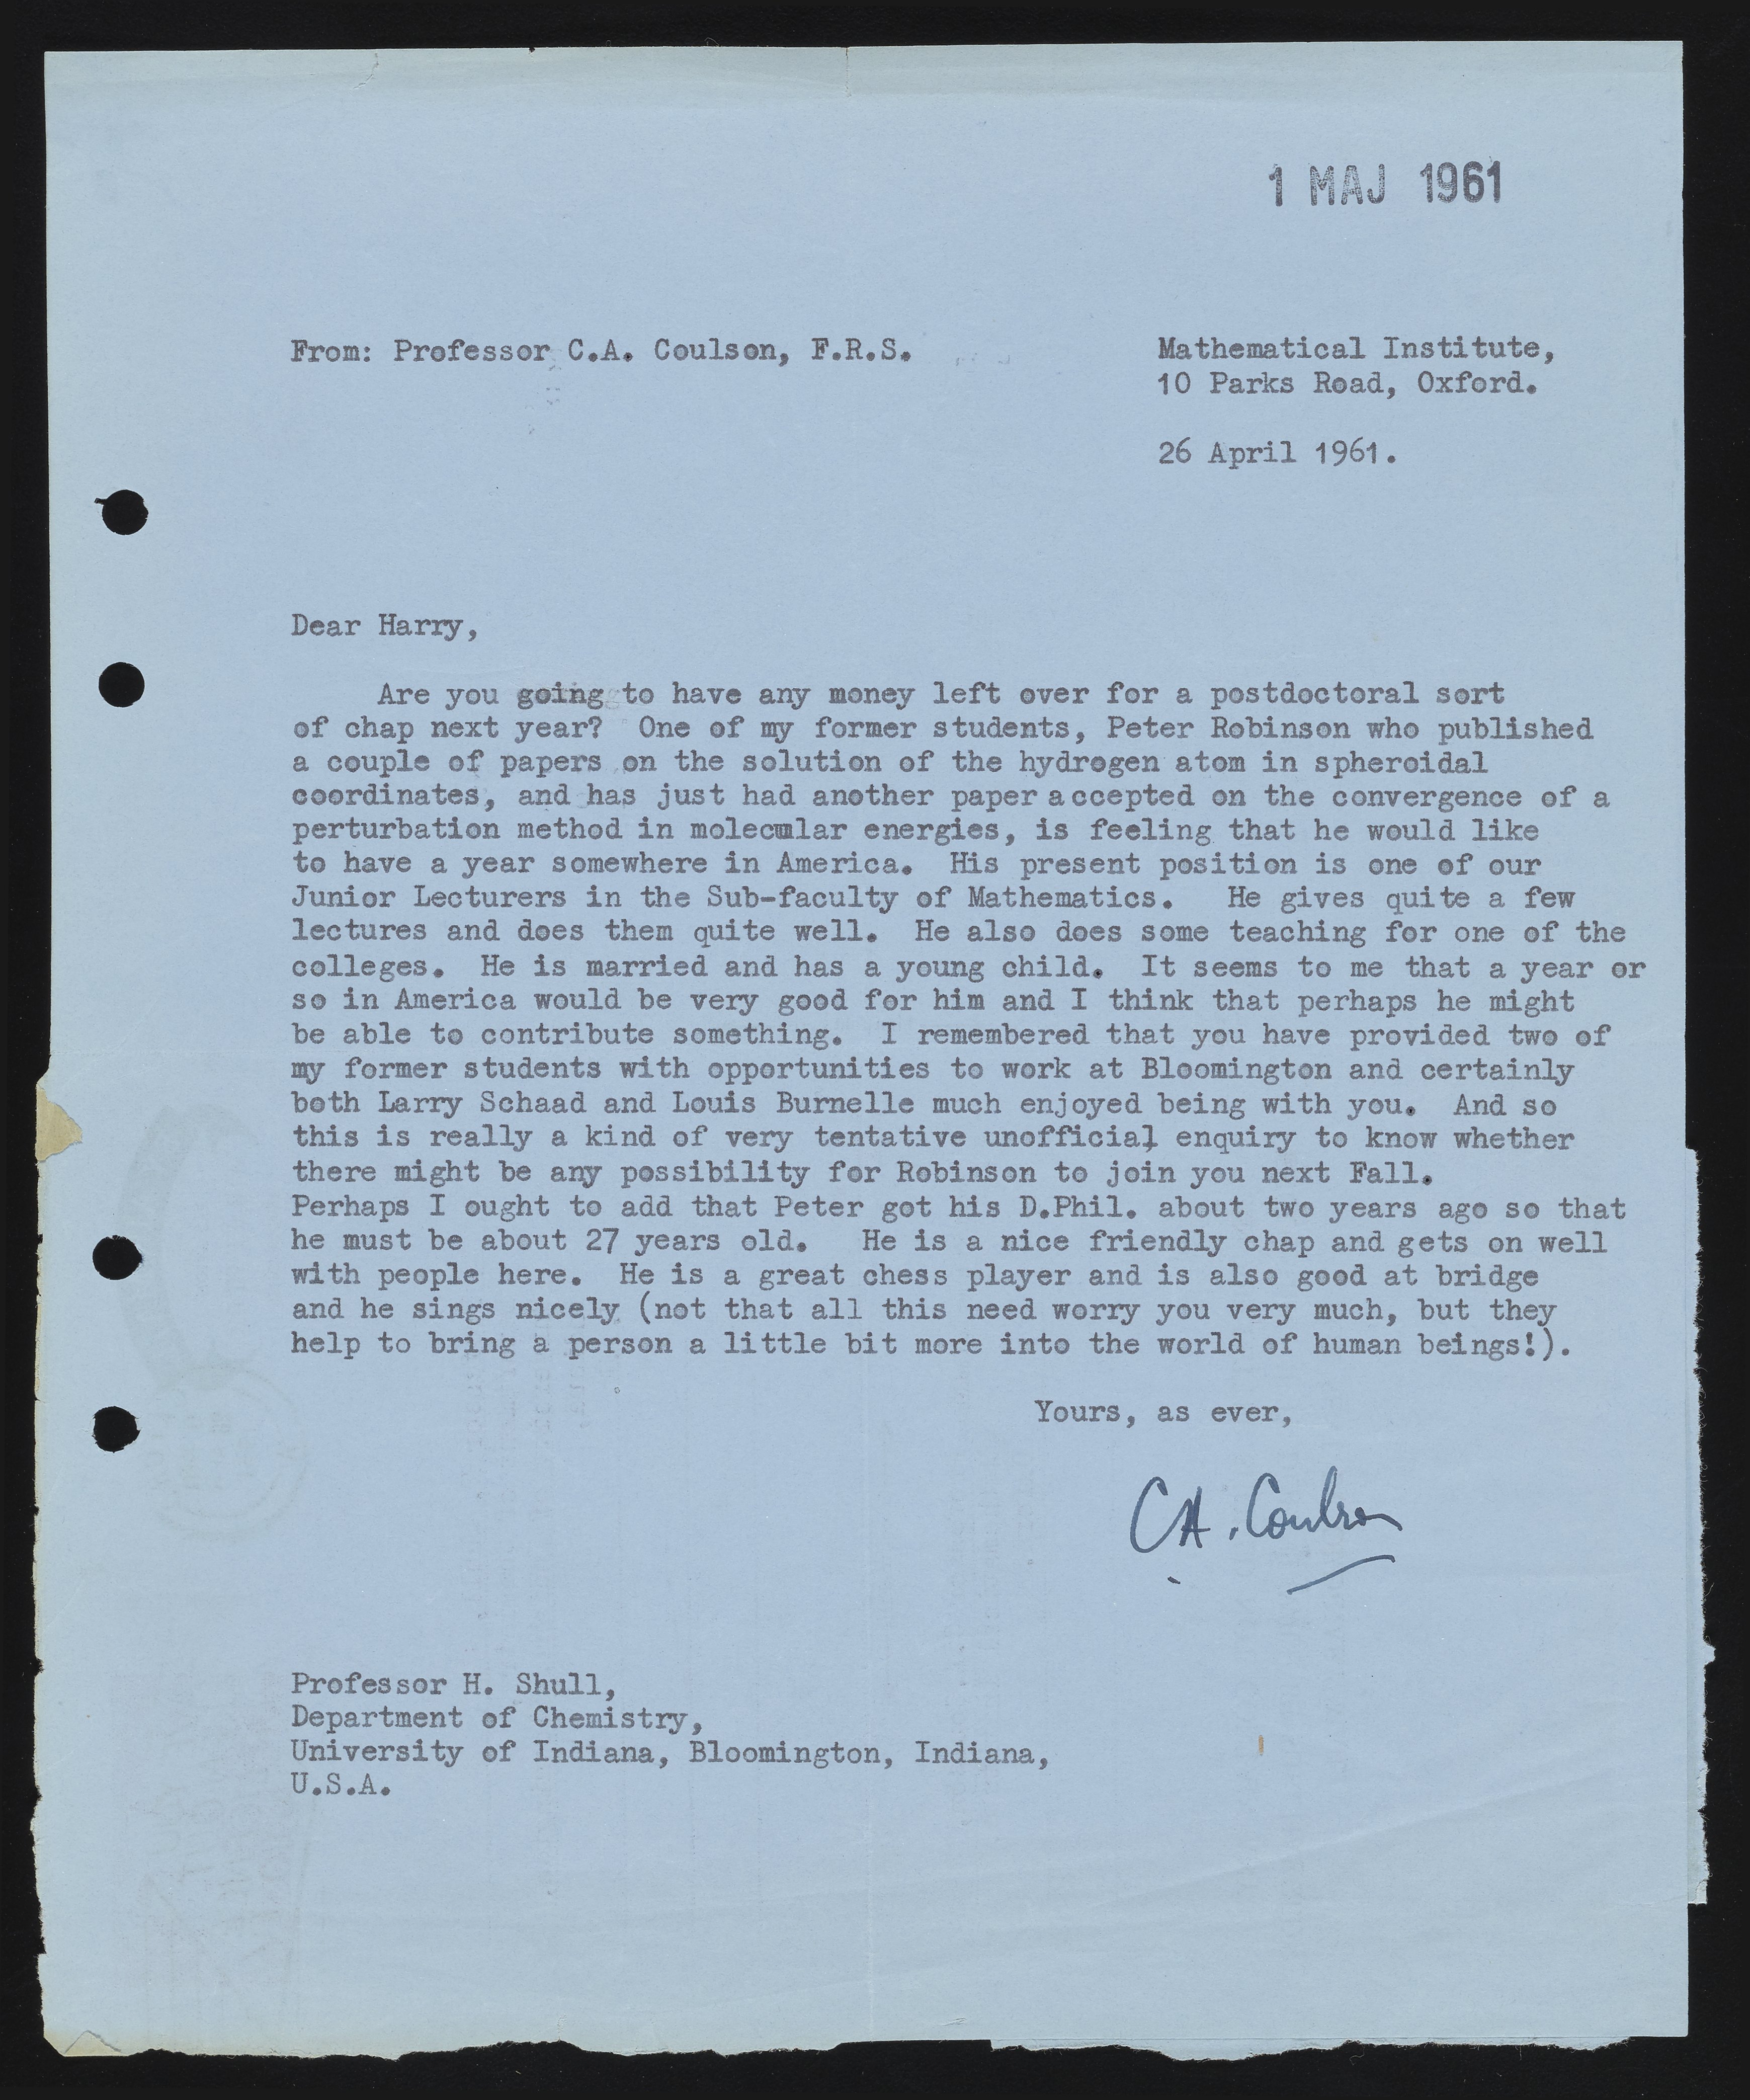 1 MAJ 1961
From: Professor C.A. Coulson, F.R.S.
Mathematical Institute,
10 Parks Road, Oxford.
26 April 1961.
Dear Harry,
Are you going to have any money left over for a postdoctoral sort
of chap next year? One of my former students, Peter Robinson who published
a couple of papers on the solution of the hydrogen atom in spheroidal
coordinates, and has just had another paper accepted on the convergence of a
perturbation method in molecular energies, is feeling that he would like
to have a year somewhere in America. His present position is one of our
Junior Lecturers in the Sub-faculty of Mathematics. He gives quite a few
lectures and does them quite well. He also does some teaching for one of the
colleges. He is married and has a young child. It seems to me that a year or
so in America would be very good for him and I think that perhaps he might
be able to contribute something. I remembered that you have provided two of
my former students with opportunities to work at Bloomington and certainly
both Larry Schaad and Louis Burnelle much enjoyed being with you. And so
this is really a kind of very tentative unofficial enquiry to know whether
there might be any possibility for Robinson to join you next Fall.
Perhaps I ought to add that Peter got his D.Phil. about two years ago so that
he must be about 27 years old. He is a nice friendly chap and gets on well
with people here. He is a great chess player and is also good at bridge
and he sings nicely (not that all this need worry you very much, but they
help to bring a person a little bit more into the world of human beings!).
Yours, as ever,
C.A. Coulson
Professor H. Shull,
Department of Chemistry,
University of Indiana, Bloomington, Indiana,
U.S.A.